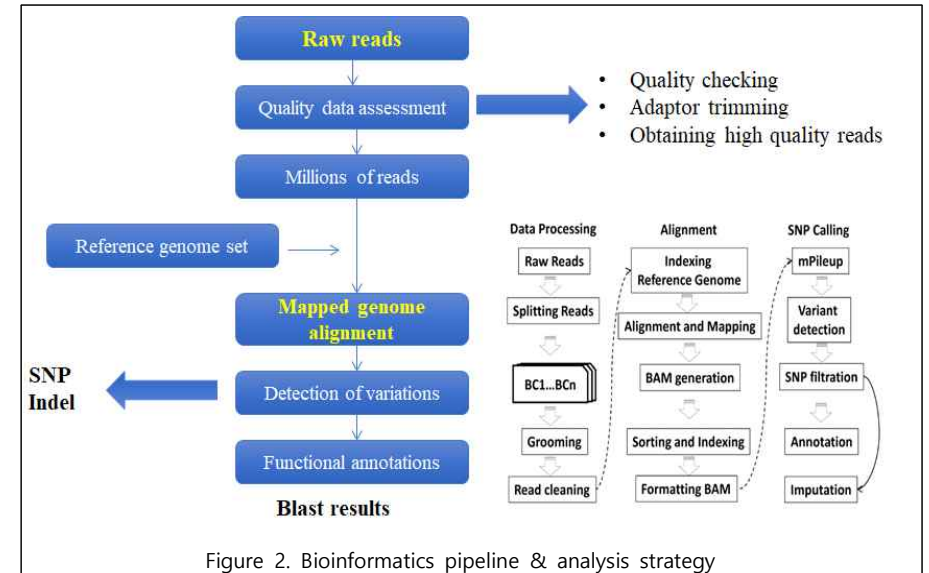 Raw reads
Quality data assessment
• Quality checking
• Adaptor trimming
• Obtaining high quality reads
Millions of reads
Reference genome set
Mapped genome
alignment
SNP
Indel
Detection of variations
Functional annotations
Blast results
Data Processing
Raw Reads
Splitting Reads
BC1...BCn
Grooming
Read cleaning
Alignment
Indexing
Reference Genome
Alignment and Mapping
BAM generation
Sorting and Indexing
Formatting BAM
SNP Calling
mPileup
Variant
detection
SNP filtration
Annotation
Imputation
Figure 2. Bioinformatics pipeline & analysis strategy